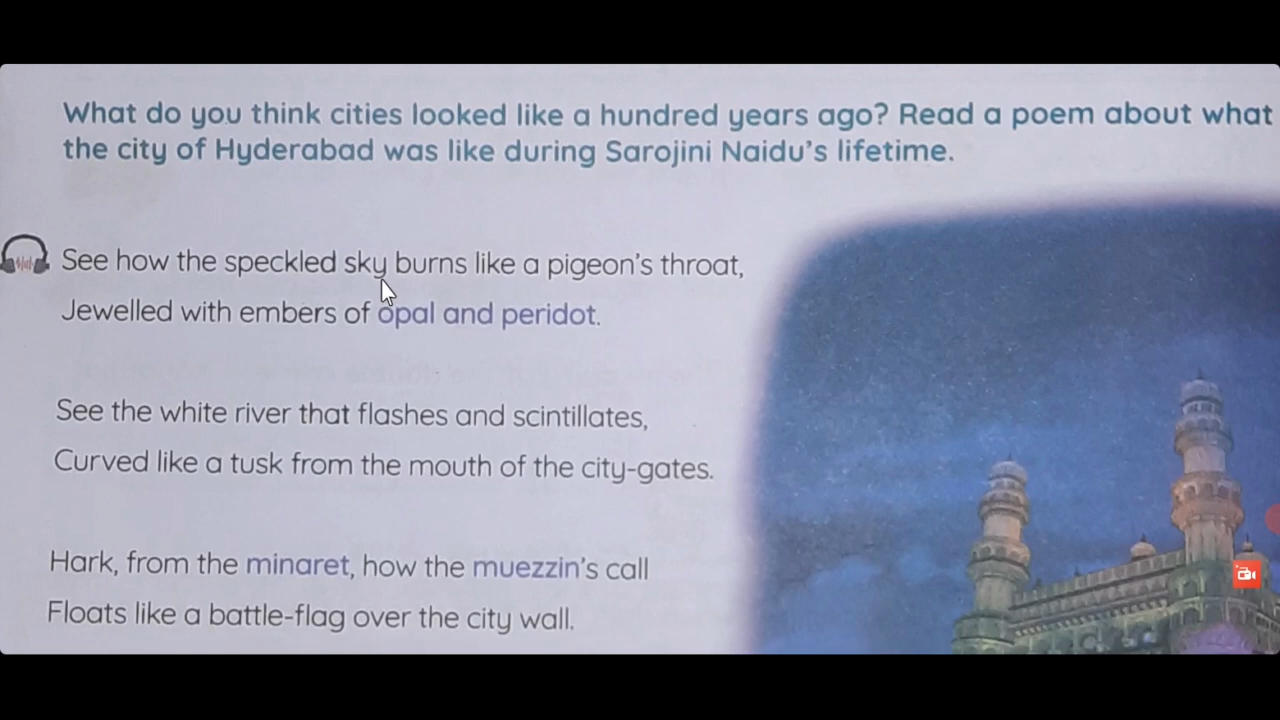 What do you think cities looked like a hundred years ago? Read a poem about what
the city of Hyderabad was like during Sarojini Naidu's lifetime.
See how the speckled sky burns like a pigeon's throat,
Jewelled with embers of opal and peridot.
See the white river that flashes and scintillates,
Curved like a tusk from the mouth of the city-gates.
Hark, from the minaret, how the muezzin's call
Floats like a battle-flag over the city wall.